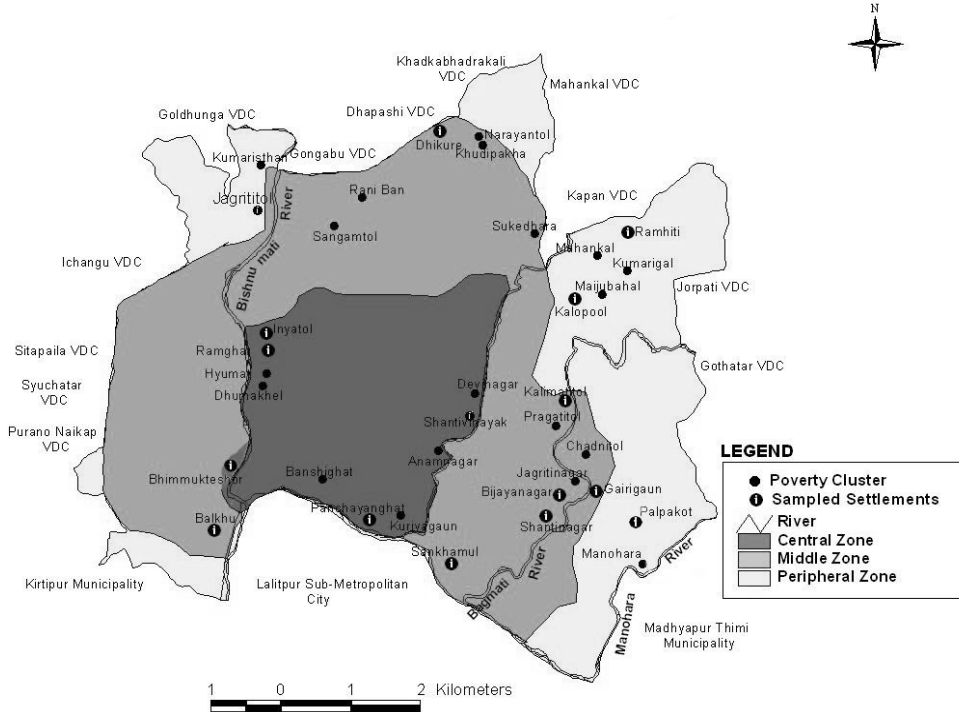 N
Khadkabhadrakali
VDC
Mahankal VDC
Dhapashi VDC
Goldhunga VDC
Dhikure
Narayantol
Khudipakha
Kumaristhan
Gongabu VDC
Jagrititol
Rani Ban
River
Kapan VDC
Sangamtol
Sukedhara
Ramhiti
Mahankal
Kumarigal
Ichangu VDC
Bishnu mati
Maijubahal
Jorpati VDC
Kalopool
Inyatol
Sitapaila VDC
Ramghat
Gothatar VDC
Hyumat
Syuchatar
VDC
Dhumakhel
Devinagar
Kalimatitol
Shantivinayak
Pragatitol
Purano Naikap
VDC
Chadnitol
Anamnagar
Bhimmukteshor
Banshighat
Jagritinagar
Bijayanagar
Gairigaun
Panchayanghat
Kuriyagaun
Shantinagar
Palpakot
Balkhu
Sankhamul
River
Manohara
River
Kirtipur Municipality
Lalitpur Sub-Metropolitan
City
Bagmati
Manohara
Madhyapur Thimi
Municipality
LEGEND
Poverty Cluster
Sampled Settlements
River
Central Zone
Middle Zone
Peripheral Zone
1 0 1 2 Kilometers